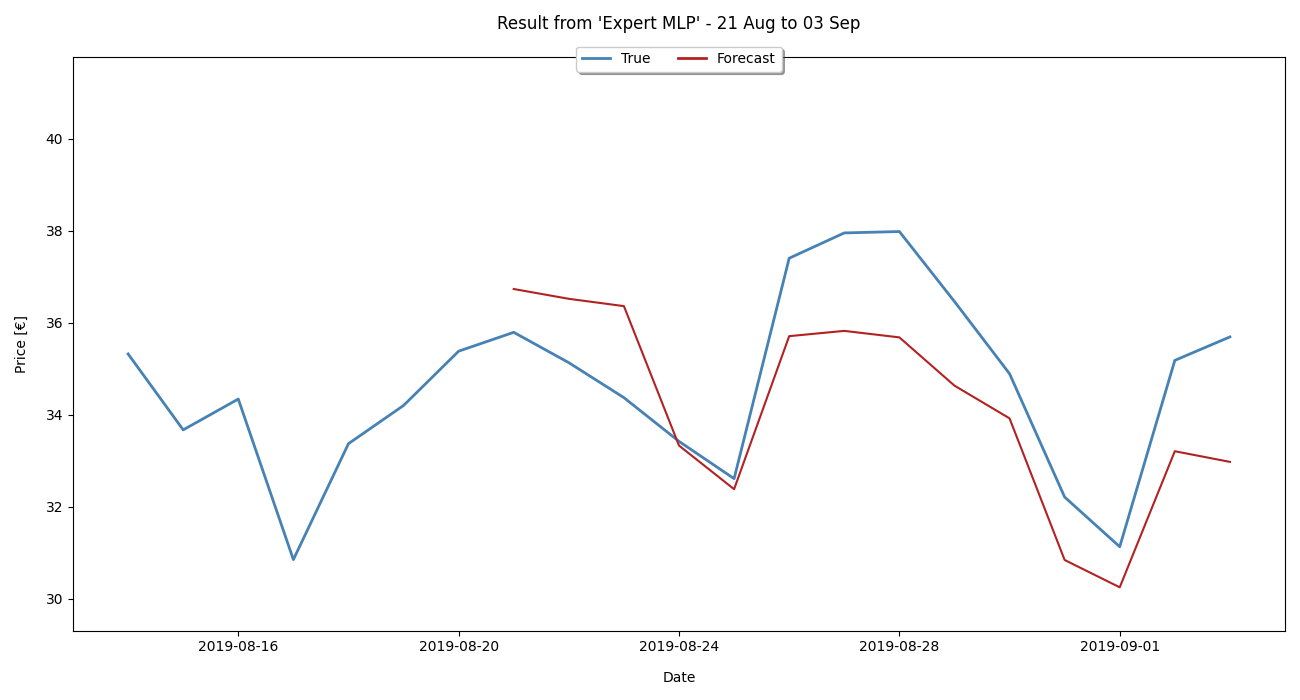 Result from 'Expert MLP' - 21 Aug to 03 Sep
True Forecast
Price [€]
40
38
36
34
32
30
2019-08-16 2019-08-20 2019-08-24 2019-08-28 2019-09-01
Date